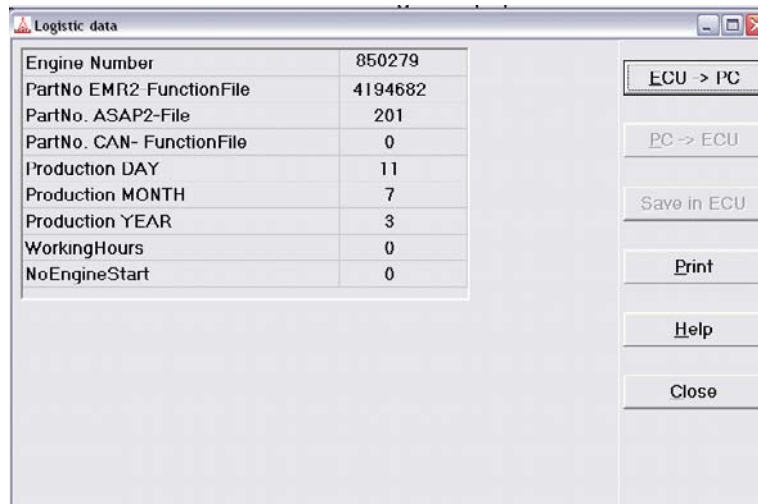 Logistic data
Engine Number 850279
PartNo EMR2-FunctionFile 4194682
PartNo. ASAP2-File 201
PartNo. CAN- FunctionFile 0
Production DAY 11
Production MONTH 7
Production YEAR 3
WorkingHours 0
NoEngineStart 0
ECU -> PC
PC -> ECU
Save in ECU
Print
Help
Close